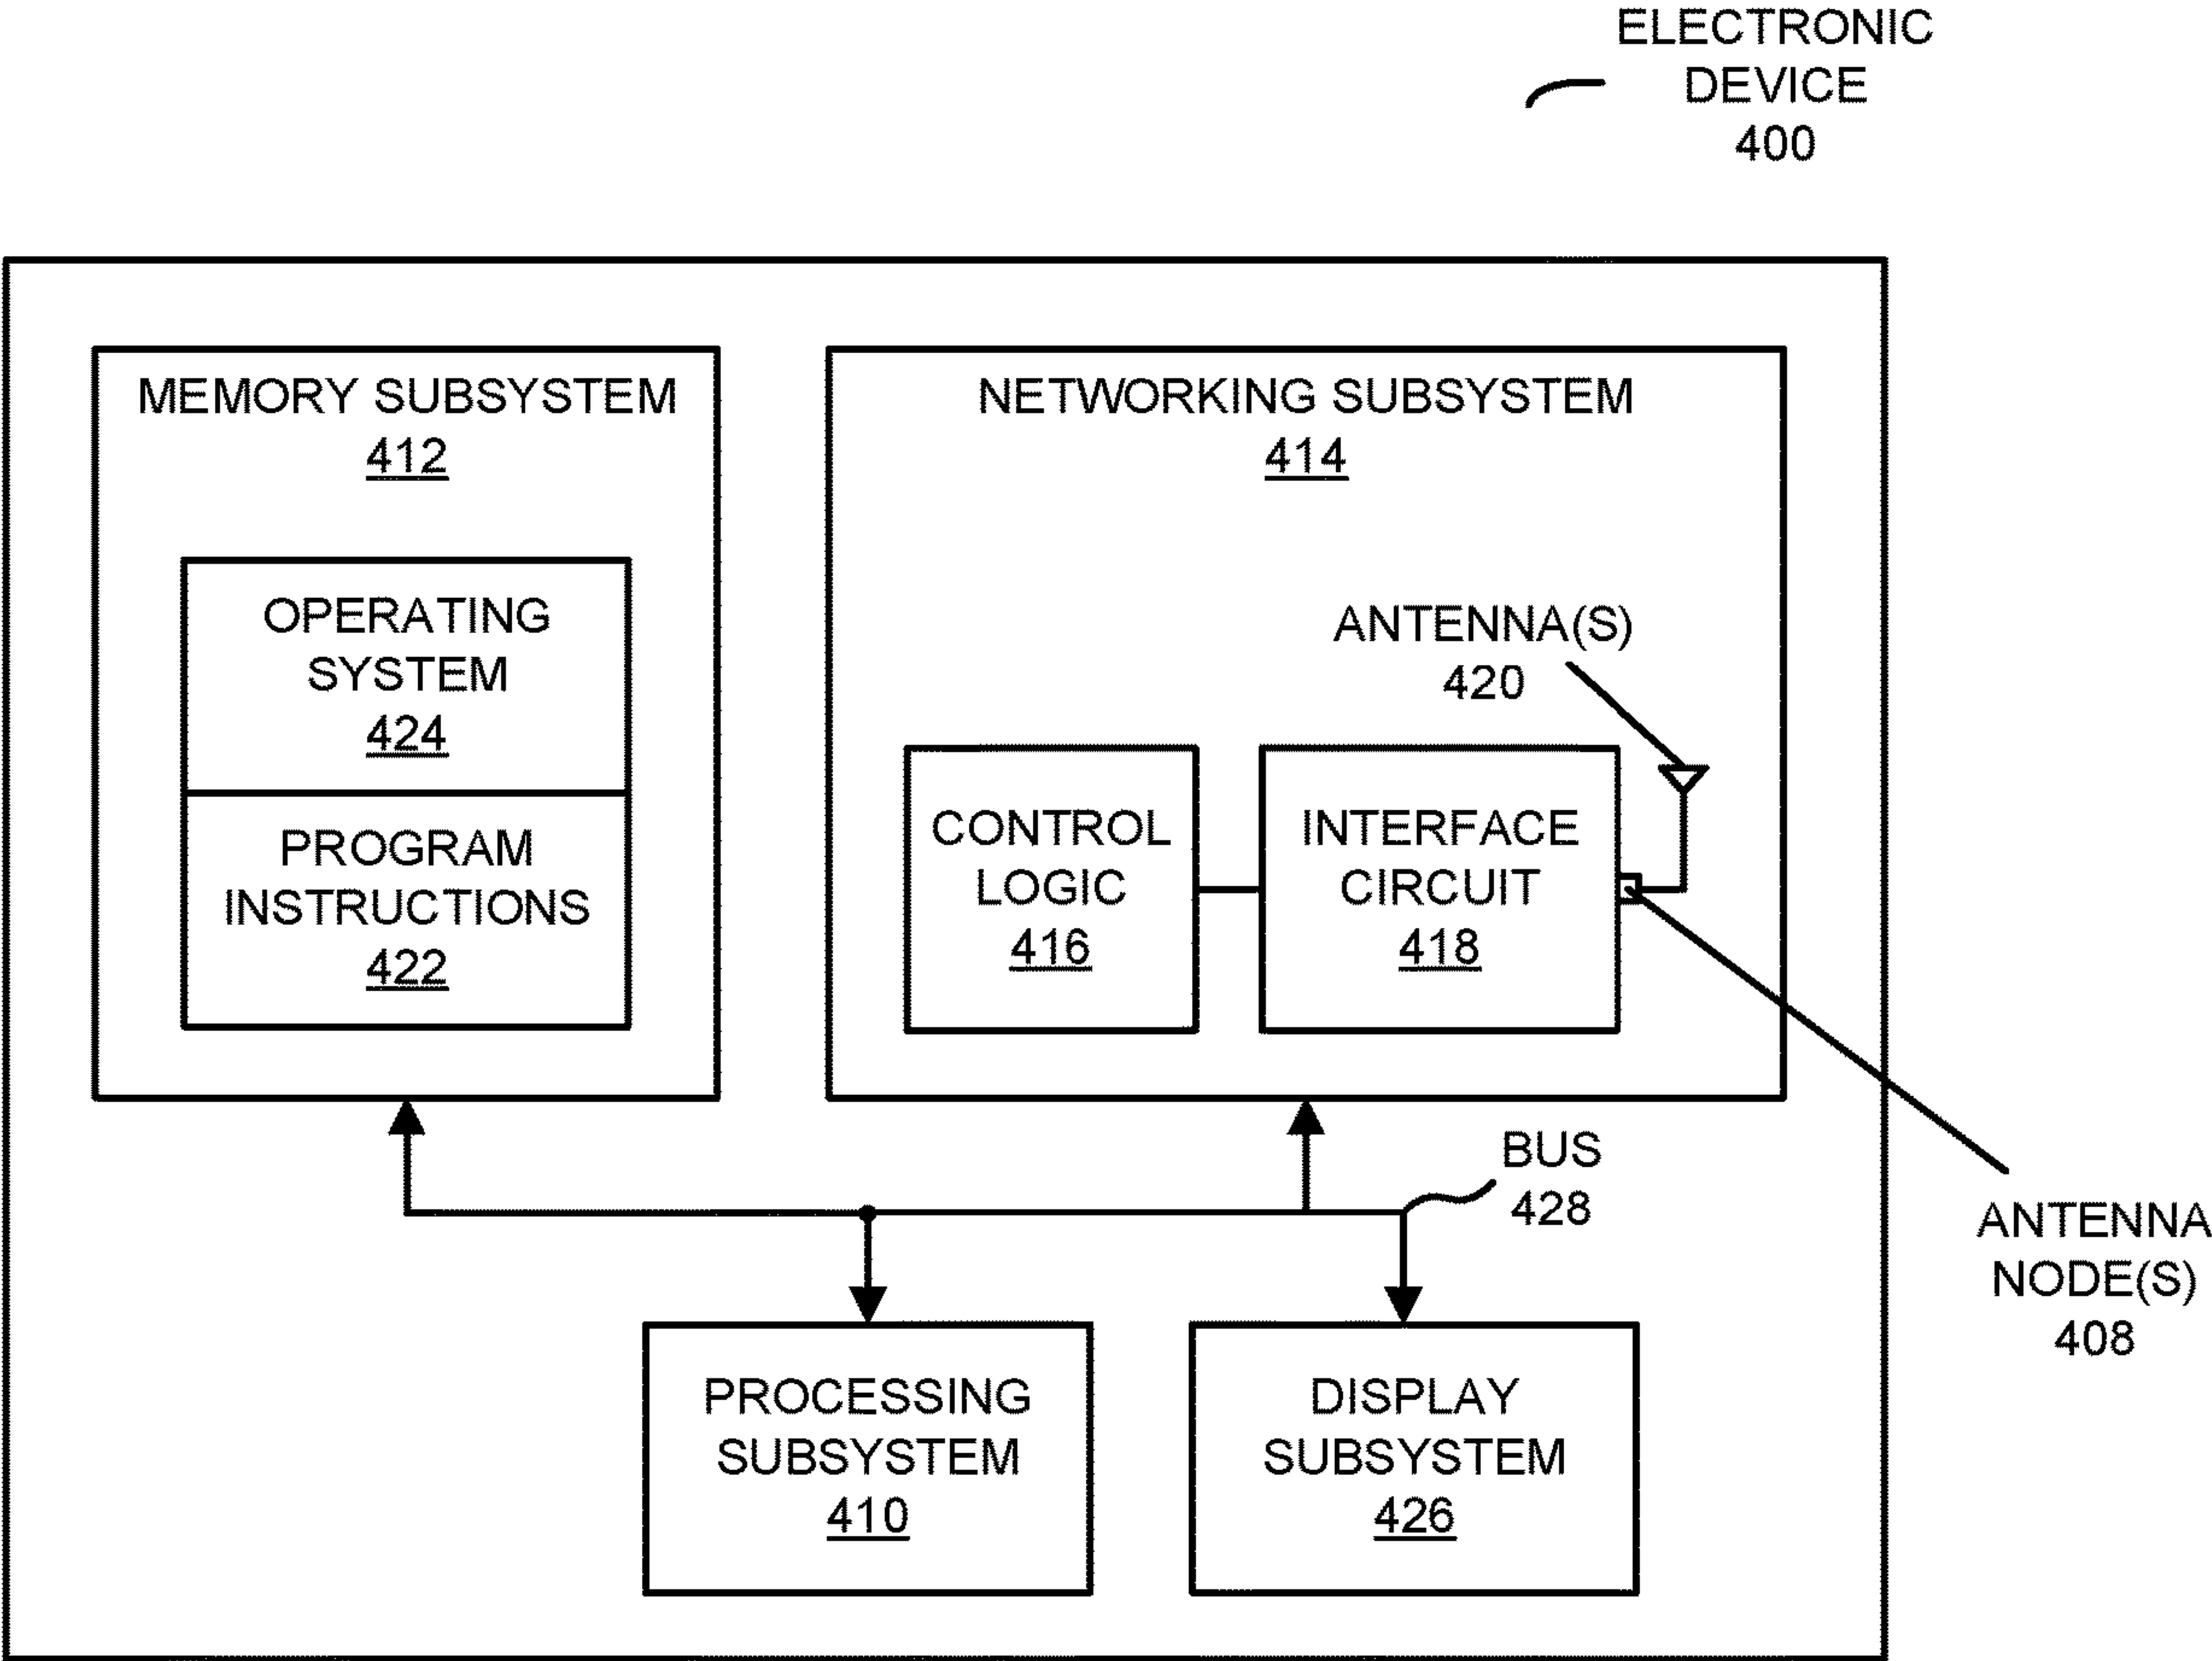 ELECTRONIC
DEVICE
400
MEMORY SUBSYSTEM
412
OPERATING
SYSTEM
424
PROGRAM
INSTRUCTIONS
422
NETWORKING SUBSYSTEM
414
ANTENNA(S)
420
CONTROL
LOGIC
416
INTERFACE
CIRCUIT
418
BUS
428
ANTENNA
NODE(S)
408
PROCESSING
SUBSYSTEM
410
DISPLAY
SUBSYSTEM
426